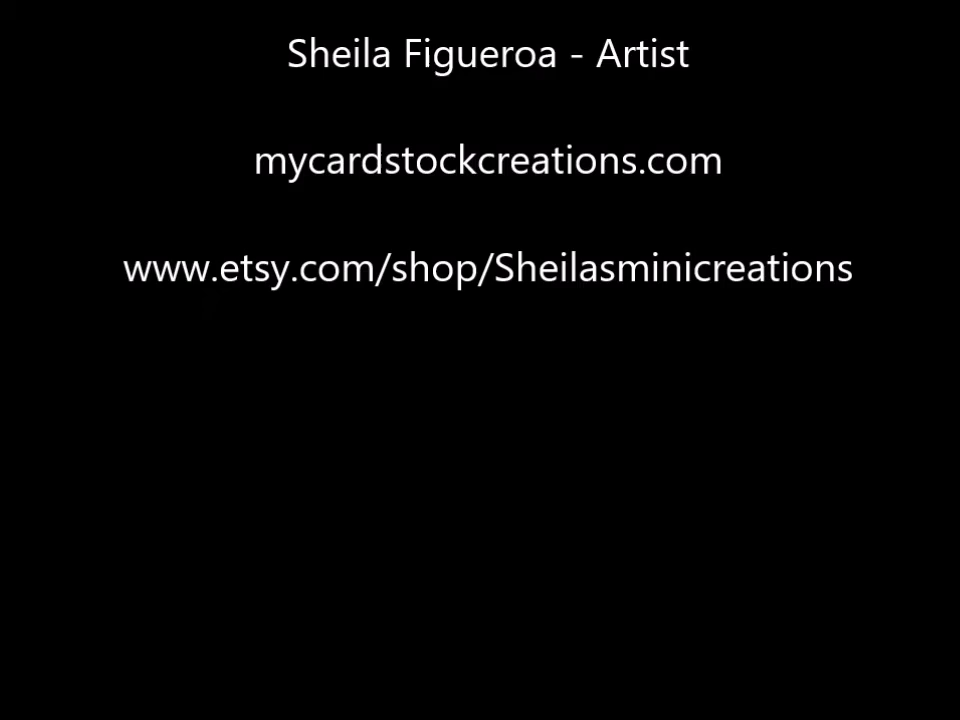 Sheila Figueroa - Artist
mycardstockcreations.com
www.etsy.com/shop/Sheilasminicreations